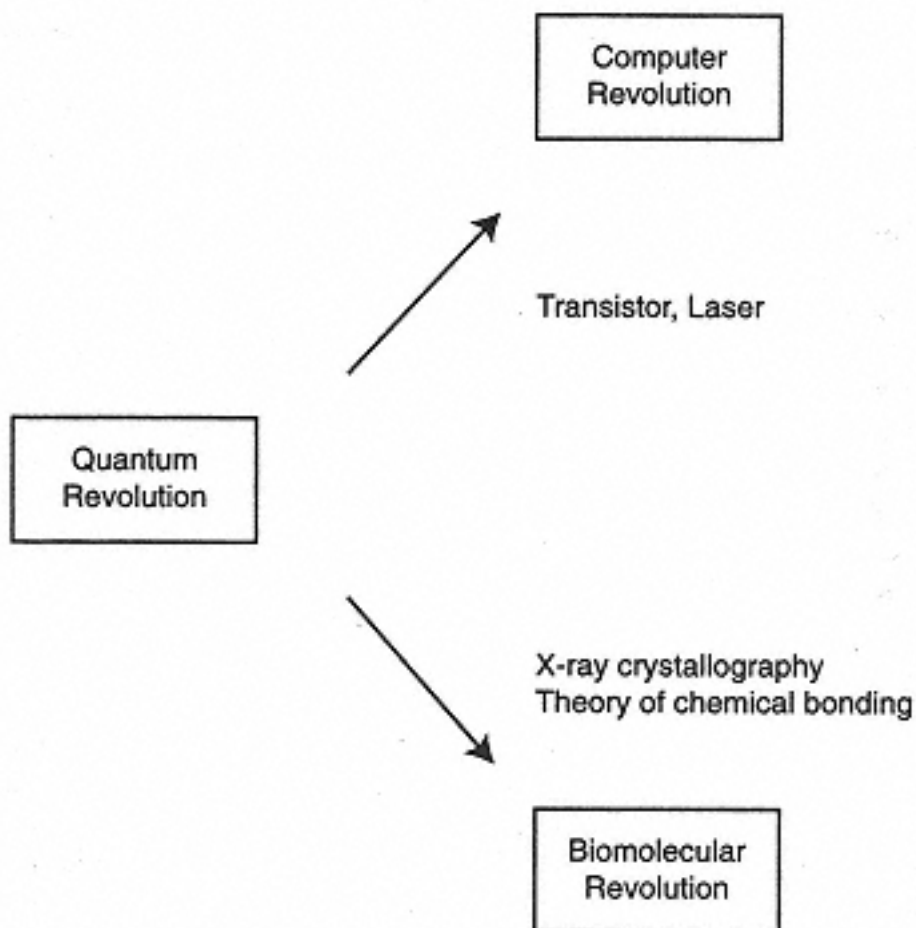 Computer
Revolution
Transistor, Laser
Quantum
Revolution
X-ray crystallography
Theory of chemical bonding
Biomolecular
Revolution